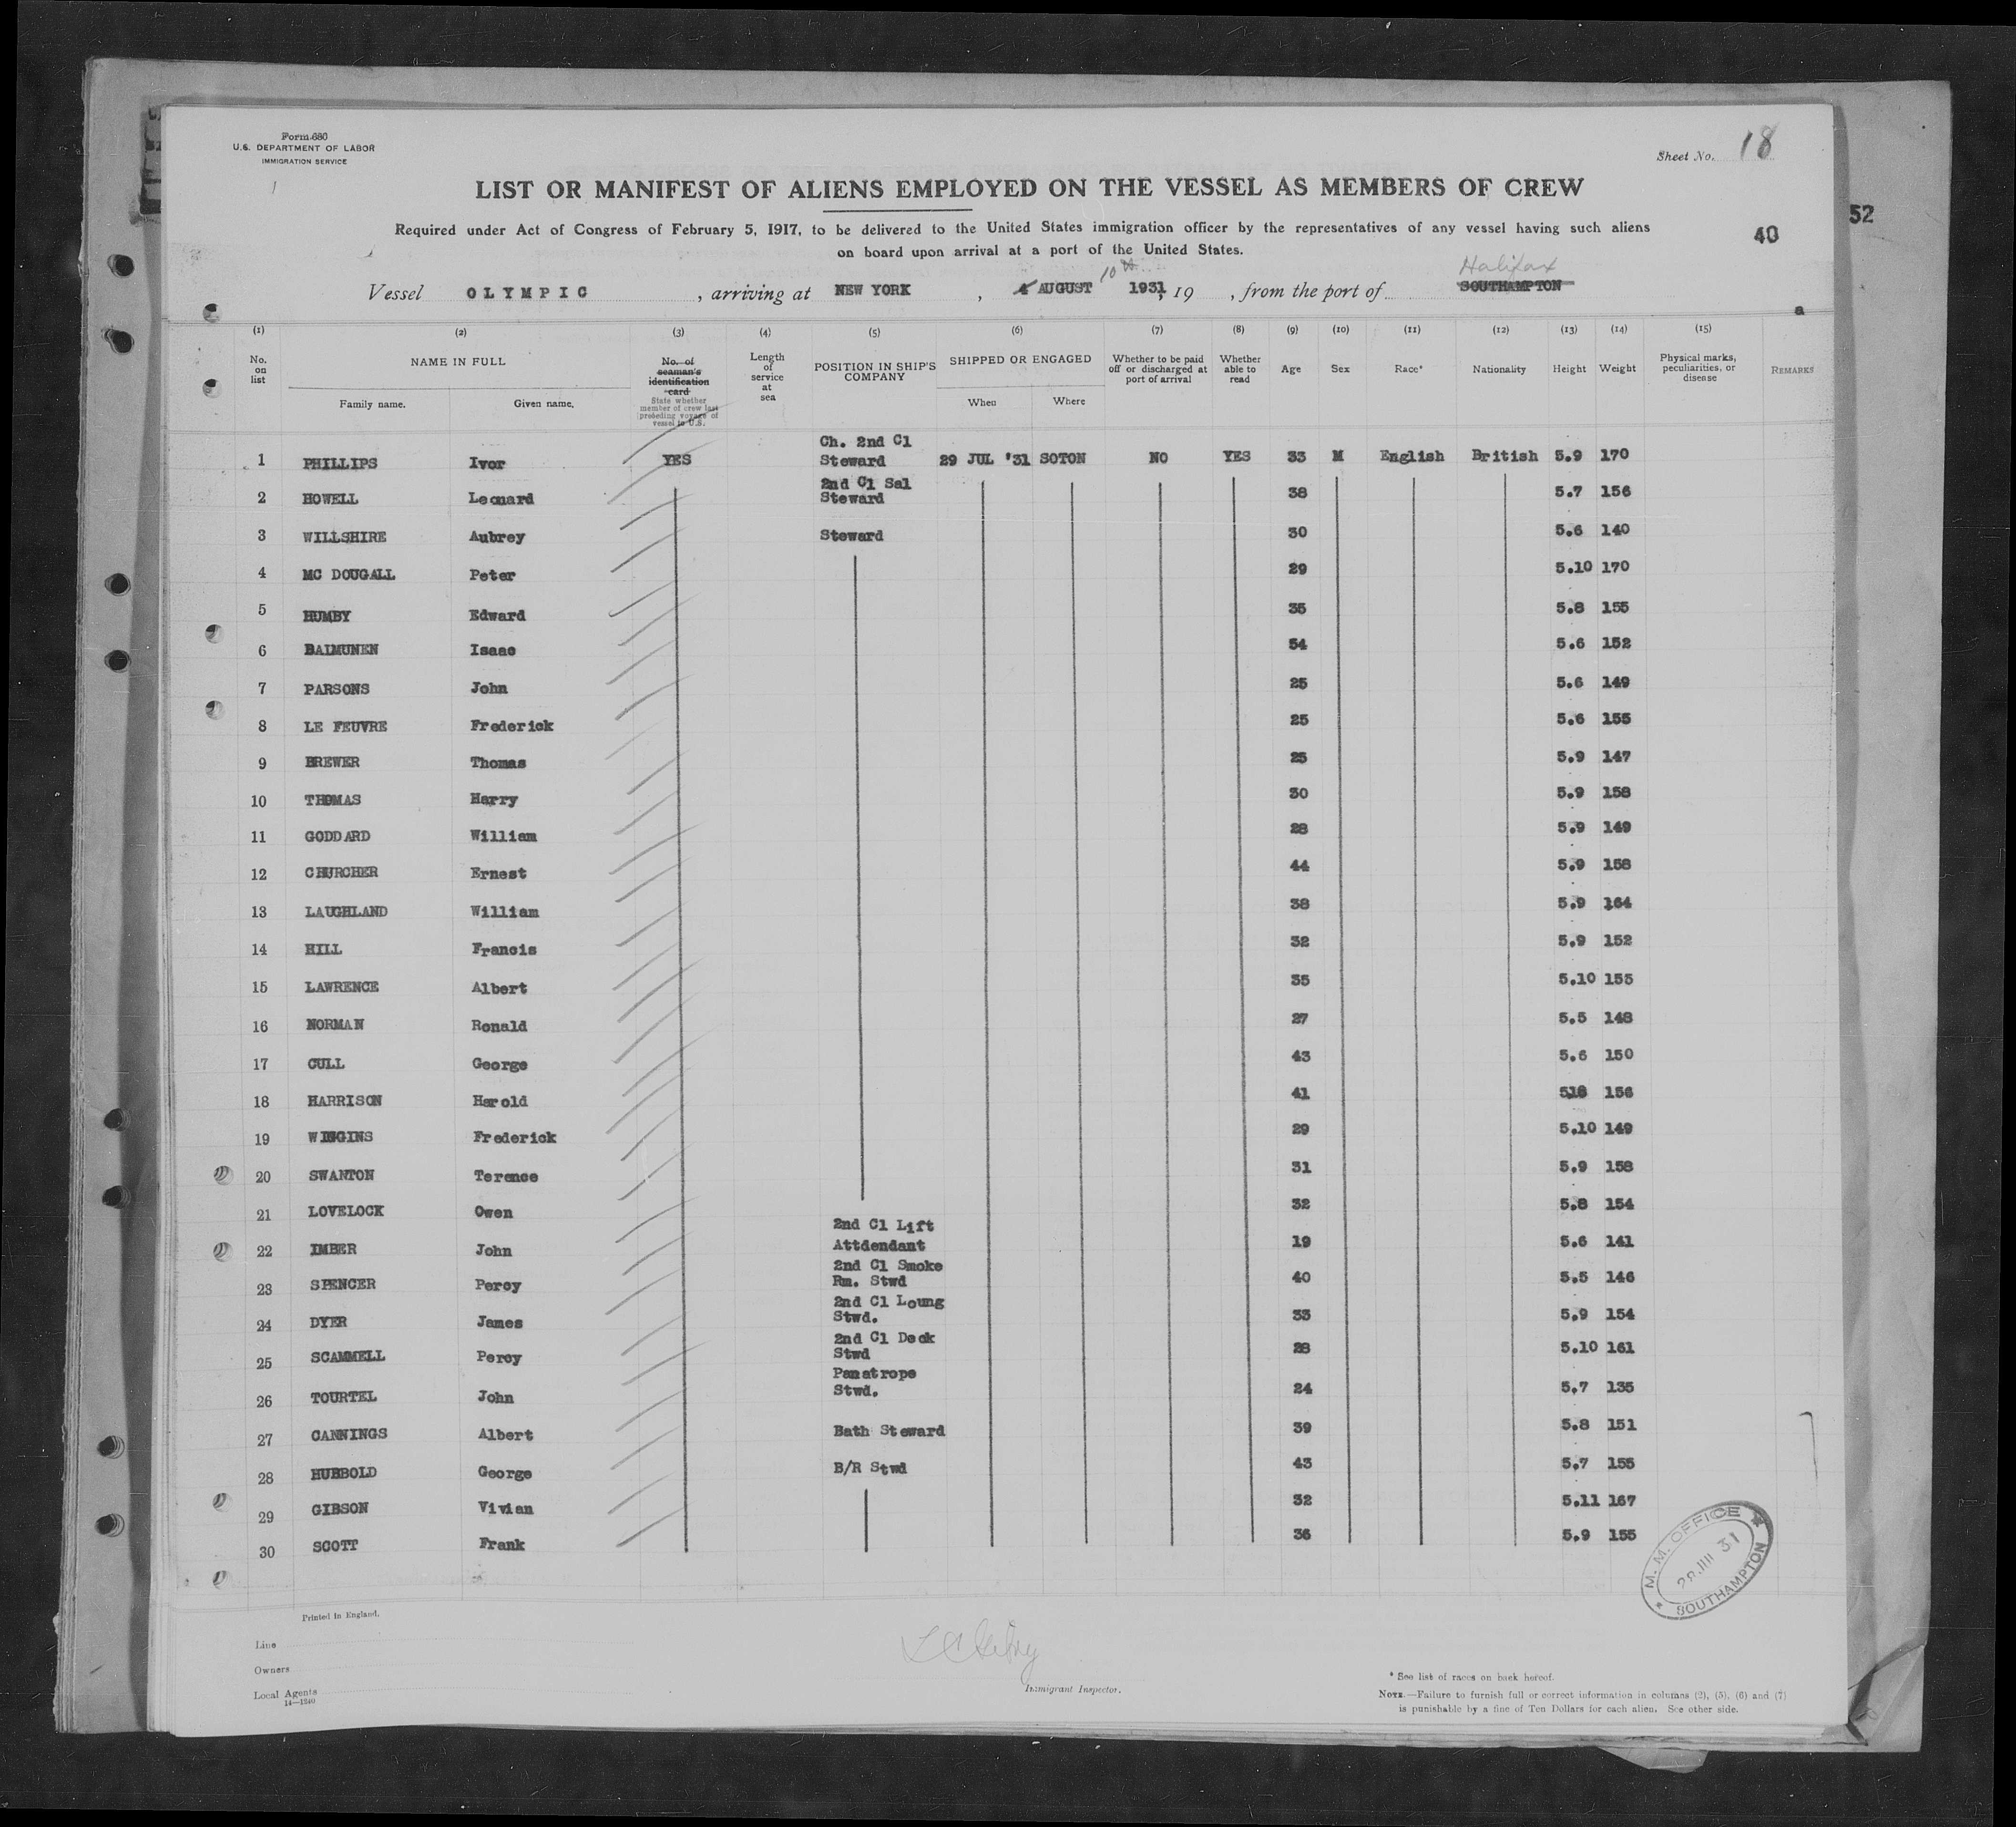 Form 680
U.S. DEPARTMENT OF LABOR
IMMIGRATION SERVICE
Sheet No. 18
LIST OR MANIFEST OF ALIENS EMPLOYED ON THE VESSEL AS MEMBERS OF CREW
52
Required under Act of Congress of February 5, 1917, to be delivered to the United States immigration officer by the representatives of any vessel having such aliens
40
on board upon arrival at a port of the United States.
10th Halifax
Vessel OLYMPIC , arriving at NEW YORK , 4 AUGUST 1931, 19 , from the port of SOUTHAMPTON
a
(1) (2) (3) (4) (5) (6) (7) (8) (9) (10) (11) (12) (13) (14) (15)
No. on list NAME IN FULL Family name. Given name. No. of seaman's identification card State whether member of crew last preceding voyage of vessel to U.S. Length of service at sea POSITION IN SHIP'S COMPANY SHIPPED OR ENGAGED When Where Whether to be paid off or discharged at port of arrival Whether able to read Age Sex Race* Nationality Height Weight Physical marks, peculiarities, or disease REMARKS
1 PHILLIPS Ivor YES Ch. 2nd Cl Steward 29 JUL '31 SOTON NO YES 33 M English British 5.9 170
2 HOWELL Leonard 2nd Cl Sal Steward 38 5.7 156
3 WILLSHIRE Aubrey Steward 30 5.6 140
4 MC DOUGALL Peter 29 5.10 170
5 HUMBY Edward 35 5.8 155
6 BAIMUNEN Isaac 54 5.6 152
7 PARSONS John 25 5.6 149
8 LE FEUVRE Frederick 25 5.6 155
9 BREWER Thomas 25 5.9 147
10 THOMAS Harry 30 5.9 158
11 GODDARD William 28 5.9 149
12 CHURCHER Ernest 44 5.9 158
13 LAUGHLAND William 38 5.9 164
14 HILL Francis 32 5.9 152
15 LAWRENCE Albert 35 5.10 155
16 NORMAN Ronald 27 5.5 148
17 CULL George 43 5.6 150
18 HARRISON Harold 41 156
19 WIGGINS Frederick 29 5.10 149
20 SWANTON Terence 31 5.9 158
21 LOVELOCK Owen 32 5.8 154
22 IMBER John 2nd Cl Lift Attdendant 19 5.6 141
23 SPENCER Percy 2nd Cl Smoke Rm. Stwd 40 5.5 146
24 DYER James 2nd Cl Loung Stwd. 33 5.9 154
25 SCAMMELL Percy 2nd Cl Deck Stwd 28 5.10 161
26 TOURTEL John Panatrope Stwd. 24 5.7 135
27 CANNINGS Albert Bath Steward 39 5.8 151
28 HUBBOLD George B/R Stwd 43 5.7 155
29 GIBSON Vivian 32 5.11 167
30 SCOTT Frank 36 5.9 155
M. M. OFFICE
31
SOUTHAMPTON
Printed in England.
Line
Owners
Local Agents
14—1240
Immigrant Inspector.
* See list of races on back hereof.
NOTE.—Failure to furnish full or correct information in columns (2), (5), (6) and (7)
is punishable by a fine of Ten Dollars for each alien. See other side.